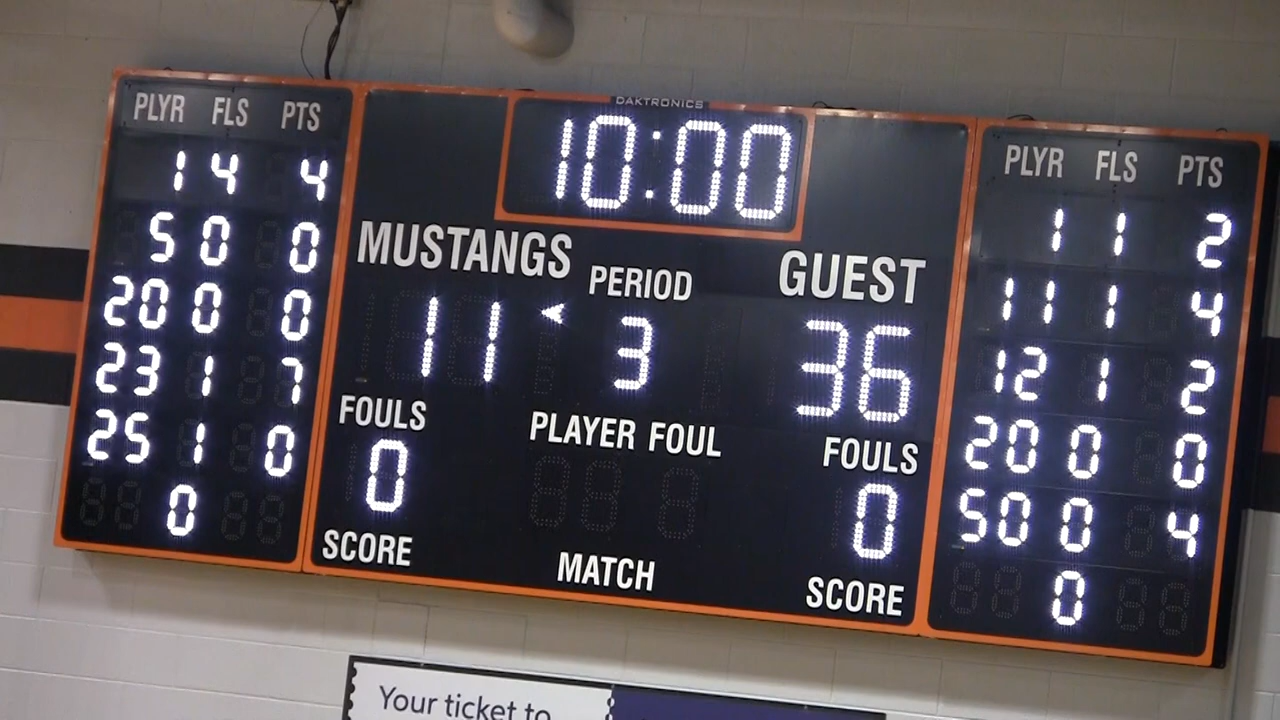 DAKTRONICS
10:00
PLYR FLS PTS
1 4 4
5 0 0
20 0 0
23 1 7
25 1 0
0
MUSTANGS PERIOD GUEST
11 3 36
FOULS PLAYER FOUL FOULS
0 0
SCORE MATCH SCORE
PLYR FLS PTS
1 1 2
11 1 4
12 1 2
20 0 0
50 0 4
0
Your ticket to